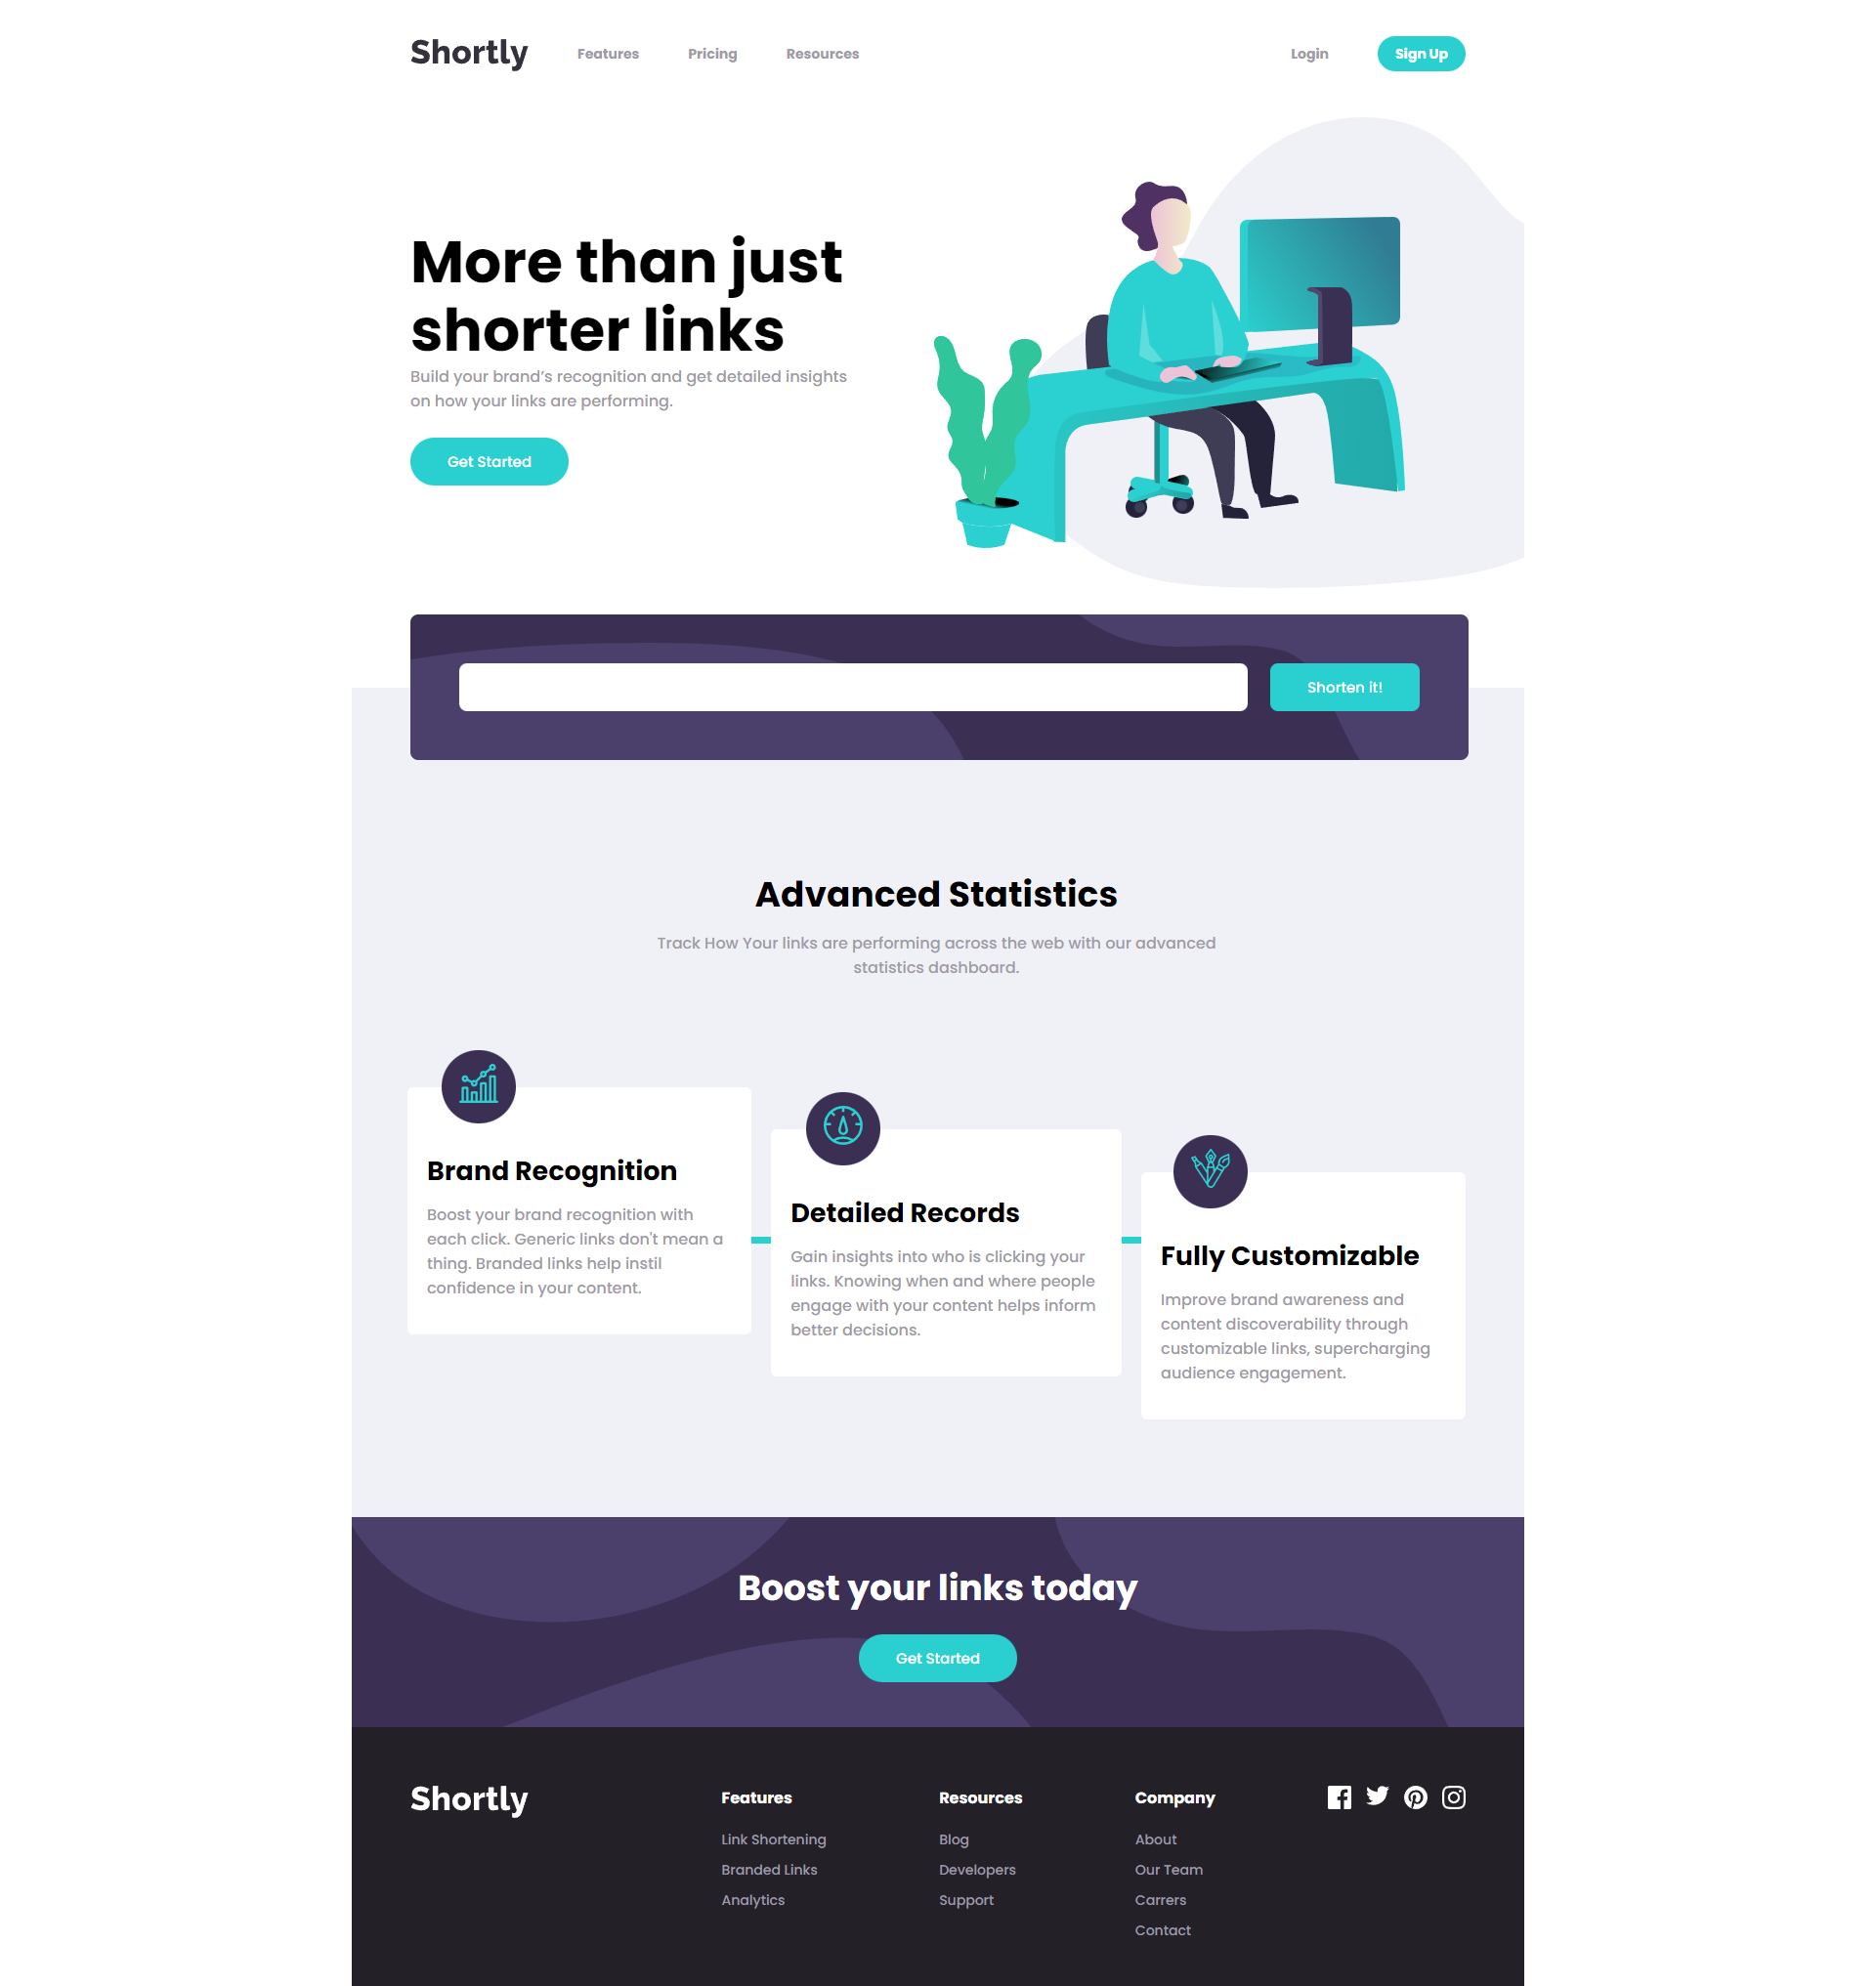 Shortly
Features
Pricing
Resources
Login
Sign Up
More than just
shorter links
Build your brand’s recognition and get detailed insights
on how your links are performing.
Get Started
Shorten it!
Advanced Statistics
Track How Your links are performing across the web with our advanced
statistics dashboard.
Brand Recognition
Boost your brand recognition with
each click. Generic links don't mean a
thing. Branded links help instil
confidence in your content.
Detailed Records
Gain insights into who is clicking your
links. Knowing when and where people
engage with your content helps inform
better decisions.
Fully Customizable
Improve brand awareness and
content discoverability through
customizable links, supercharging
audience engagement.
Boost your links today
Get Started
Shortly
Features
Link Shortening
Branded Links
Analytics
Resources
Blog
Developers
Support
Company
About
Our Team
Carrers
Contact